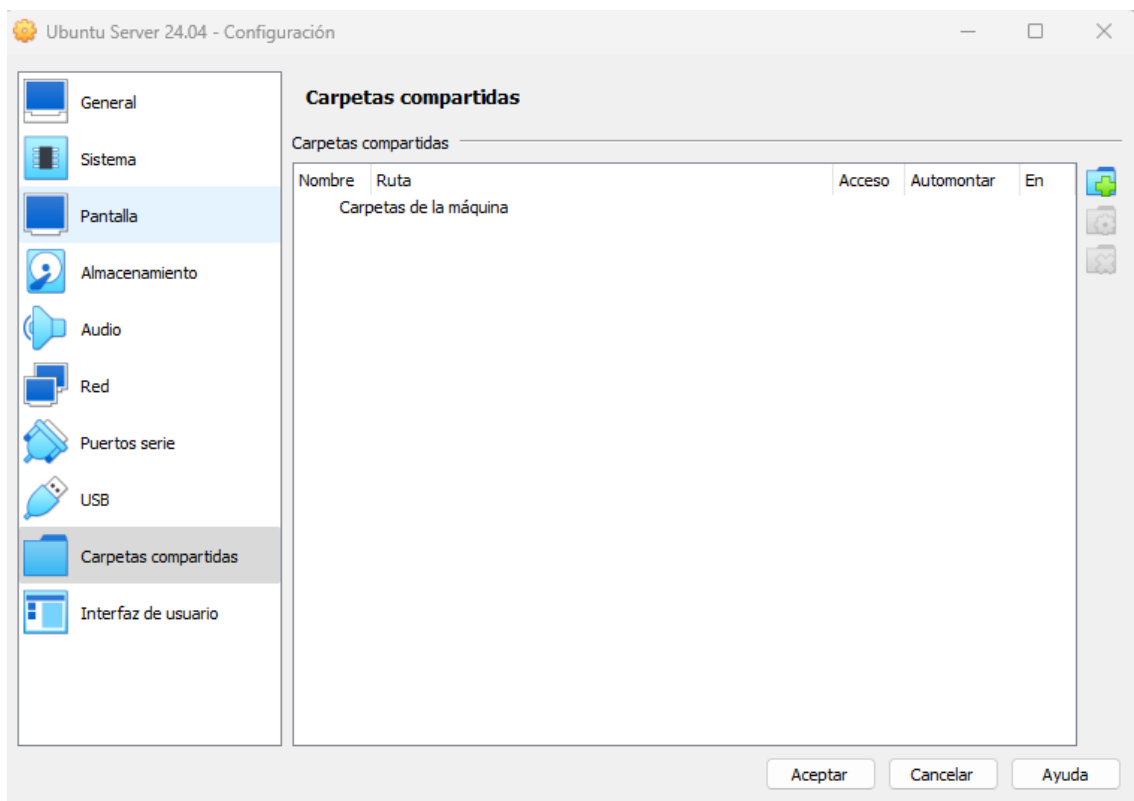 Ubuntu Server 24.04 - Configuración
General
Sistema
Pantalla
Almacenamiento
Audio
Red
Puertos serie
USB
Carpetas compartidas
Interfaz de usuario
Carpetas compartidas
Carpetas compartidas
Nombre Ruta Acceso Automontar En
Carpetas de la máquina
Aceptar Cancelar Ayuda